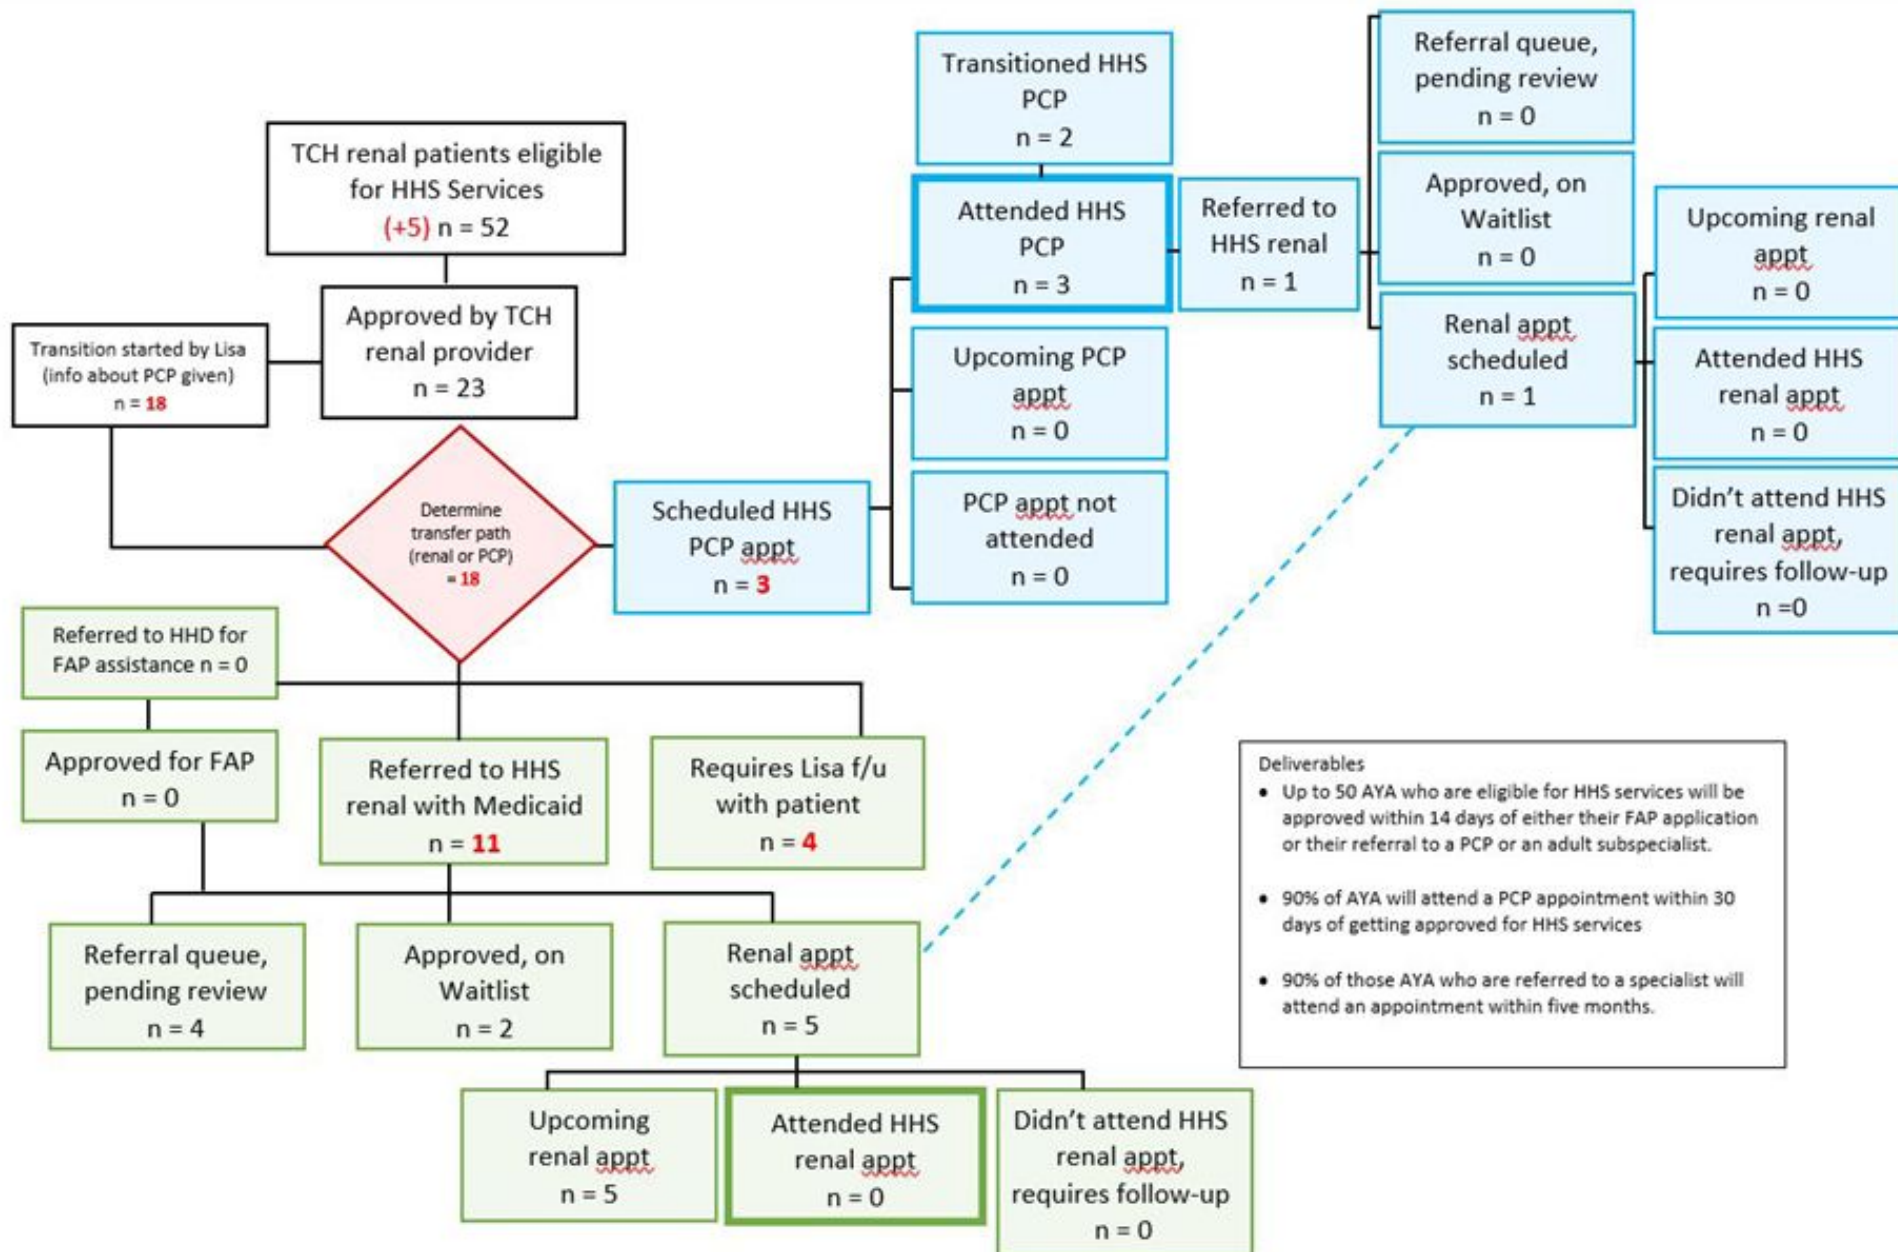 TCH renal patients eligible
for HHS Services
(+5) n = 52
Approved by TCH
renal provider
n = 23
Transition started by Lisa
(info about PCP given)
n = 18
Determine
transfer path
(renal or PCP)
= 18
Scheduled HHS
PCP appt
n = 3
Transitioned HHS
PCP
n = 2
Attended HHS
PCP
n = 3
Upcoming PCP
appt
n = 0
PCP appt not
attended
n = 0
Referred to
HHS renal
n = 1
Referral queue,
pending review
n = 0
Approved, on
Waitlist
n = 0
Renal appt
scheduled
n = 1
Upcoming renal
appt
n = 0
Attended HHS
renal appt
n = 0
Didn't attend HHS
renal appt,
requires follow-up
n =0
Referred to HHD for
FAP assistance n = 0
Approved for FAP
n = 0
Referred to HHS
renal with Medicaid
n = 11
Requires Lisa f/u
with patient
n = 4
Referral queue,
pending review
n = 4
Approved, on
Waitlist
n = 2
Renal appt
scheduled
n = 5
Upcoming
renal appt
n = 5
Attended HHS
renal appt
n = 0
Didn't attend HHS
renal appt,
requires follow-up
n = 0
Deliverables
• Up to 50 AYA who are eligible for HHS services will be
approved within 14 days of either their FAP application
or their referral to a PCP or an adult subspecialist.
• 90% of AYA will attend a PCP appointment within 30
days of getting approved for HHS services
• 90% of those AYA who are referred to a specialist will
attend an appointment within five months.